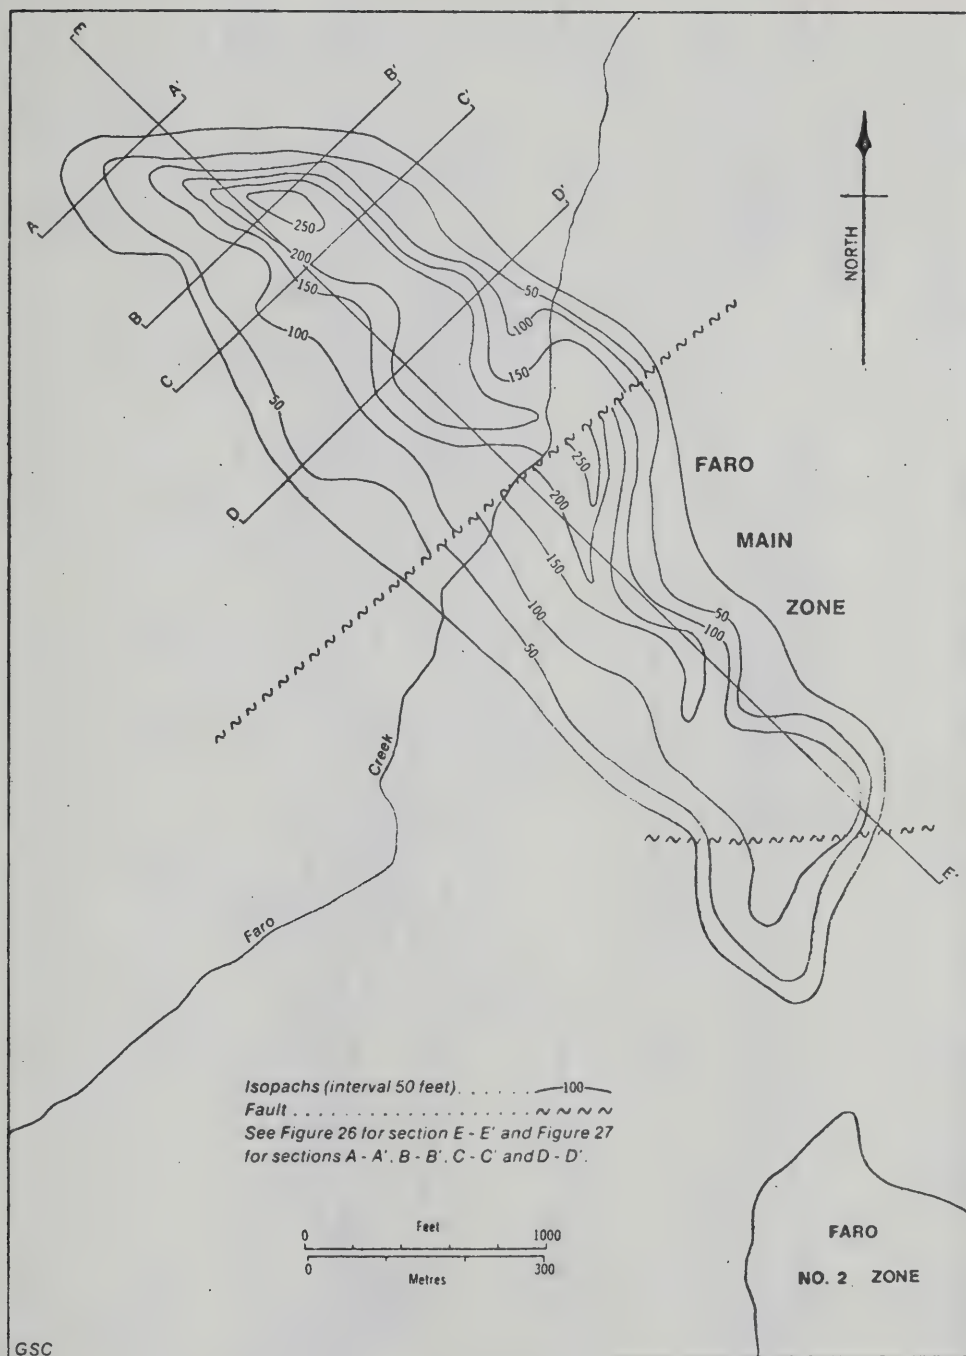 E
A'
B'
C'
D'
A
B
C
D
NORTH
250
200
150
100
50
50
100
150
250
200
150
100
50
50
100
FARO
MAIN
ZONE
E'
Creek
Faro
Isopachs (interval 50 feet). . . . . . —100—
Fault . . . . . . . . . . . . . . . . . . . ~ ~ ~ ~
See Figure 26 for section E - E' and Figure 27
for sections A - A', B - B', C - C' and D - D'.
Feet
0 1000
0 300
Metres
FARO
NO. 2 ZONE
GSC